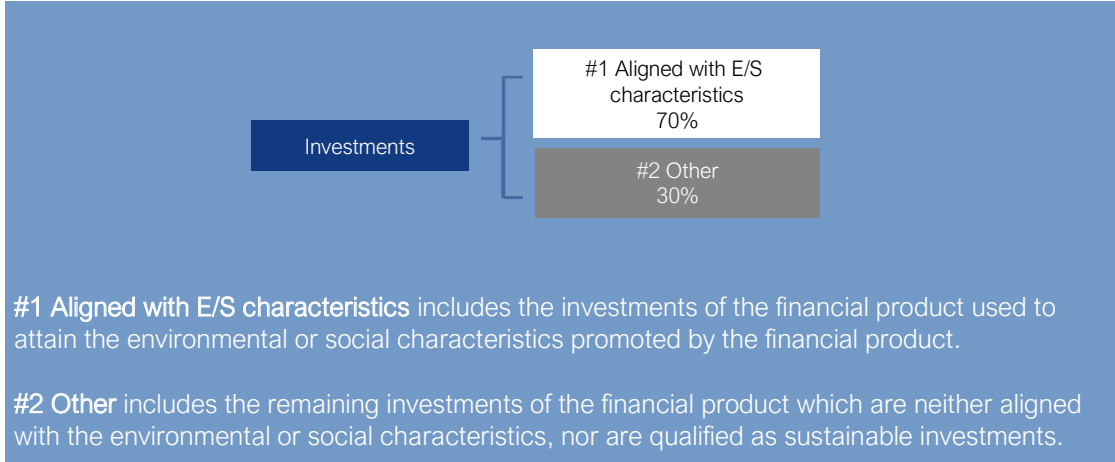 #1 Aligned with E/S
characteristics
70%
Investments
#2 Other
30%
#1 Aligned with E/S characteristics includes the investments of the financial product used to
attain the environmental or social characteristics promoted by the financial product.
#2 Other includes the remaining investments of the financial product which are neither aligned
with the environmental or social characteristics, nor are qualified as sustainable investments.